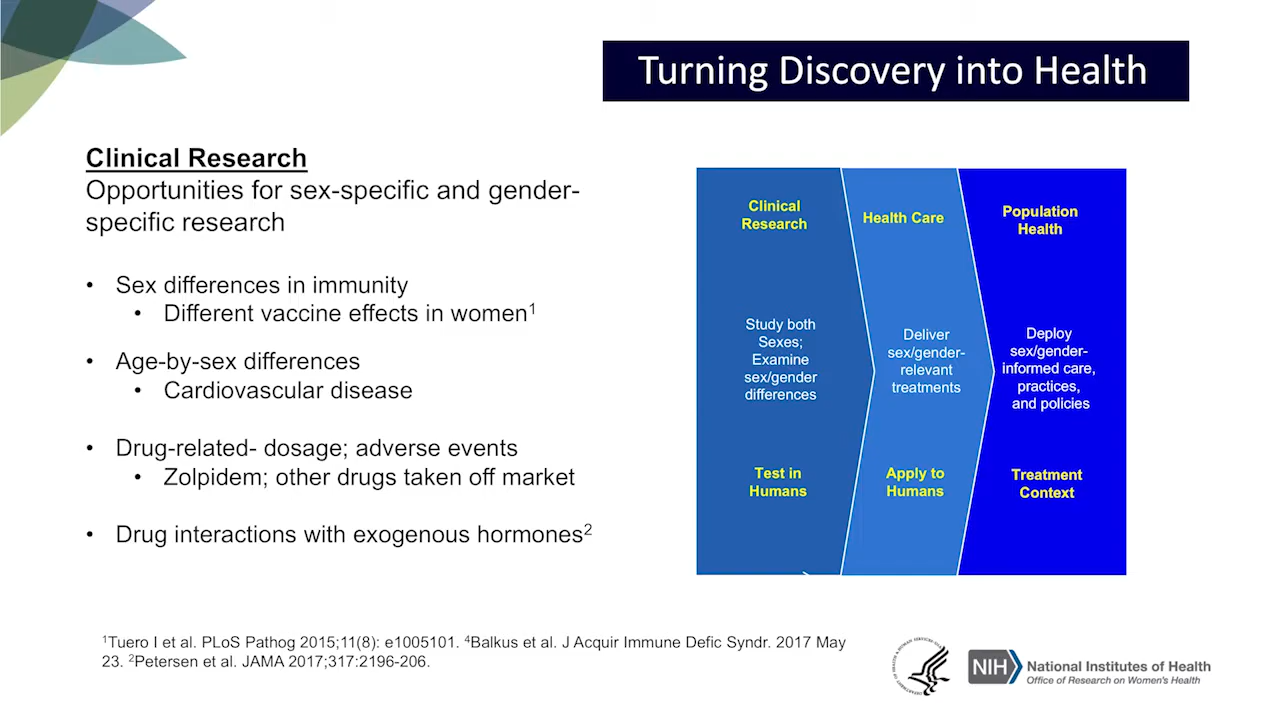 Turning Discovery into Health
Clinical Research
Opportunities for sex-specific and gender-
specific research
• Sex differences in immunity
• Different vaccine effects in women1
• Age-by-sex differences
• Cardiovascular disease
• Drug-related- dosage; adverse events
• Zolpidem; other drugs taken off market
• Drug interactions with exogenous hormones2
Clinical
Research
Study both
Sexes;
Examine
sex/gender
differences
Test in
Humans
Health Care
Deliver
sex/gender-
relevant
treatments
Apply to
Humans
Population
Health
Deploy
sex/gender-
informed care,
practices,
and policies
Treatment
Context
1Tuero I et al. PLoS Pathog 2015;11(8): e1005101. 4Balkus et al. J Acquir Immune Defic Syndr. 2017 May
23. 2Petersen et al. JAMA 2017;317:2196-206.
NIH National Institutes of Health
Office of Research on Women's Health